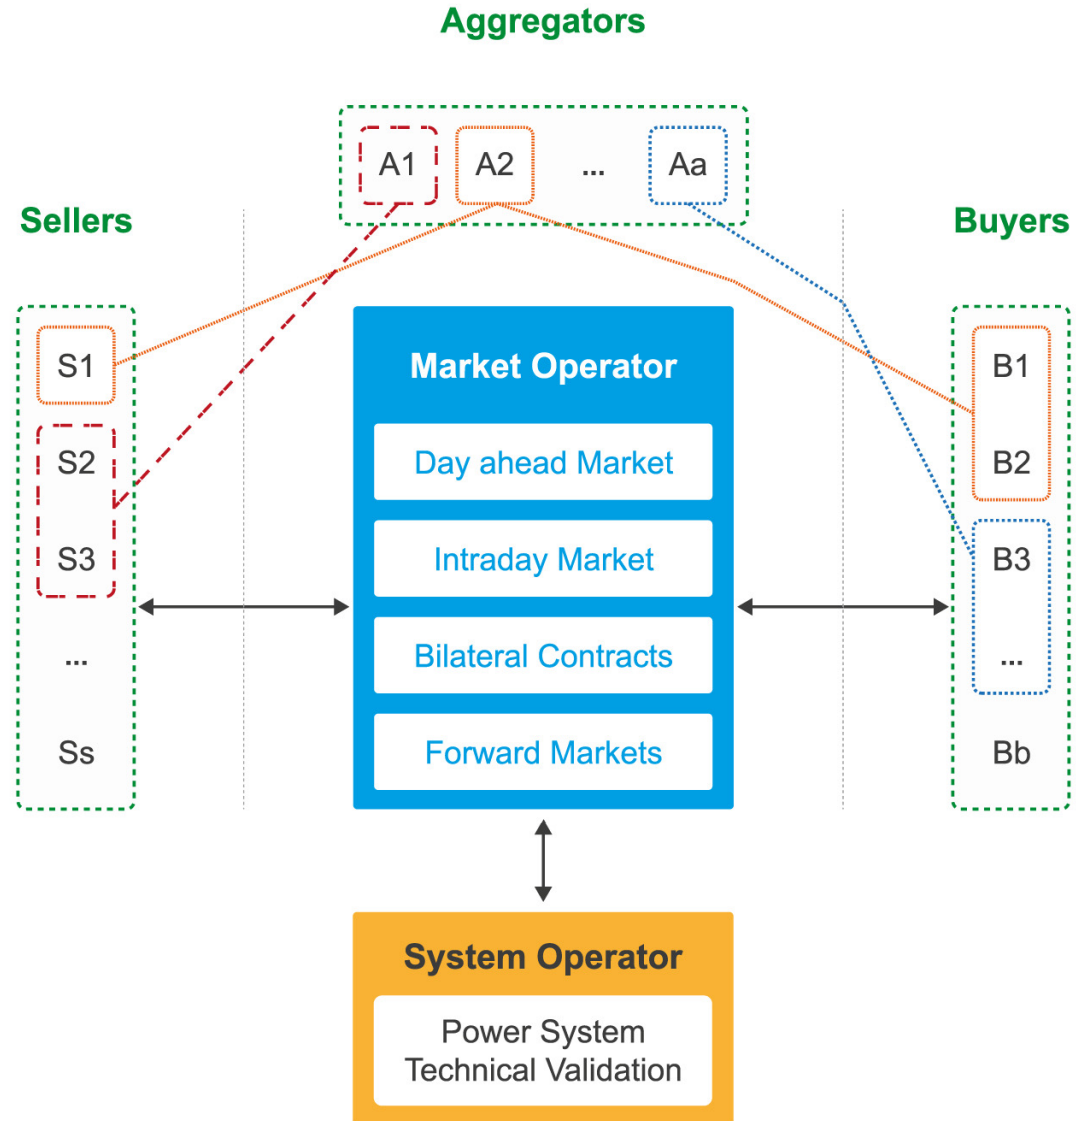 Aggregators
A1
A2
...
Aa
Sellers
Buyers
S1
S2
S3
...
Ss
Market Operator
Day ahead Market
Intraday Market
Bilateral Contracts
Forward Markets
B1
B2
B3
...
Bb
System Operator
Power System
Technical Validation